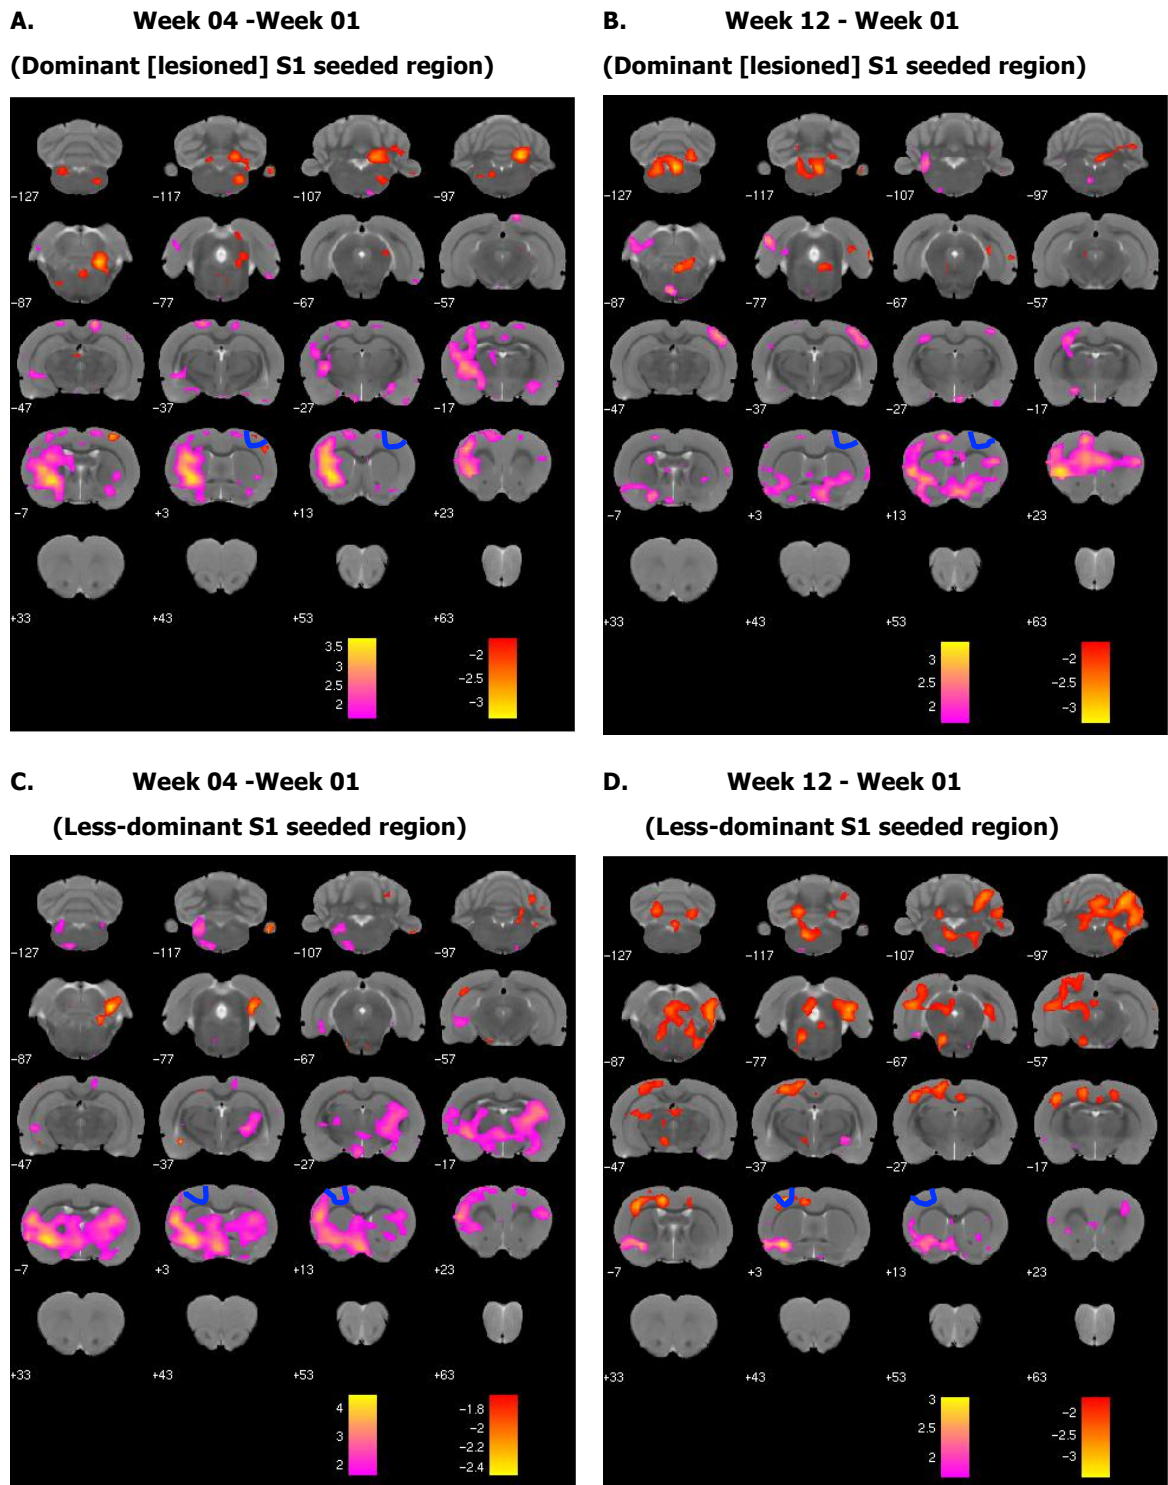 A. Week 04 -Week 01
(Dominant [lesioned] S1 seeded region)
−127 −117 −107 −97
−87 −77 −67 −57
−47 −37 −27 −17
−7 +3 +13 +23
+33 +43 +53 +63
3.5
3
2.5
2
−2
−2.5
−3
B. Week 12 - Week 01
(Dominant [lesioned] S1 seeded region)
−127 −117 −107 −97
−87 −77 −67 −57
−47 −37 −27 −17
−7 +3 +13 +23
+33 +43 +53 +63
3
2.5
2
−2
−2.5
−3
C. Week 04 -Week 01
(Less-dominant S1 seeded region)
−127 −117 −107 −97
−87 −77 −67 −57
−47 −37 −27 −17
−7 +3 +13 +23
+33 +43 +53 +63
4
3
2
−1.8
−2
−2.2
−2.4
D. Week 12 - Week 01
(Less-dominant S1 seeded region)
−127 −117 −107 −97
−87 −77 −67 −57
−47 −37 −27 −17
−7 +3 +13 +23
+33 +43 +53 +63
3
2.5
2
−2
−2.5
−3